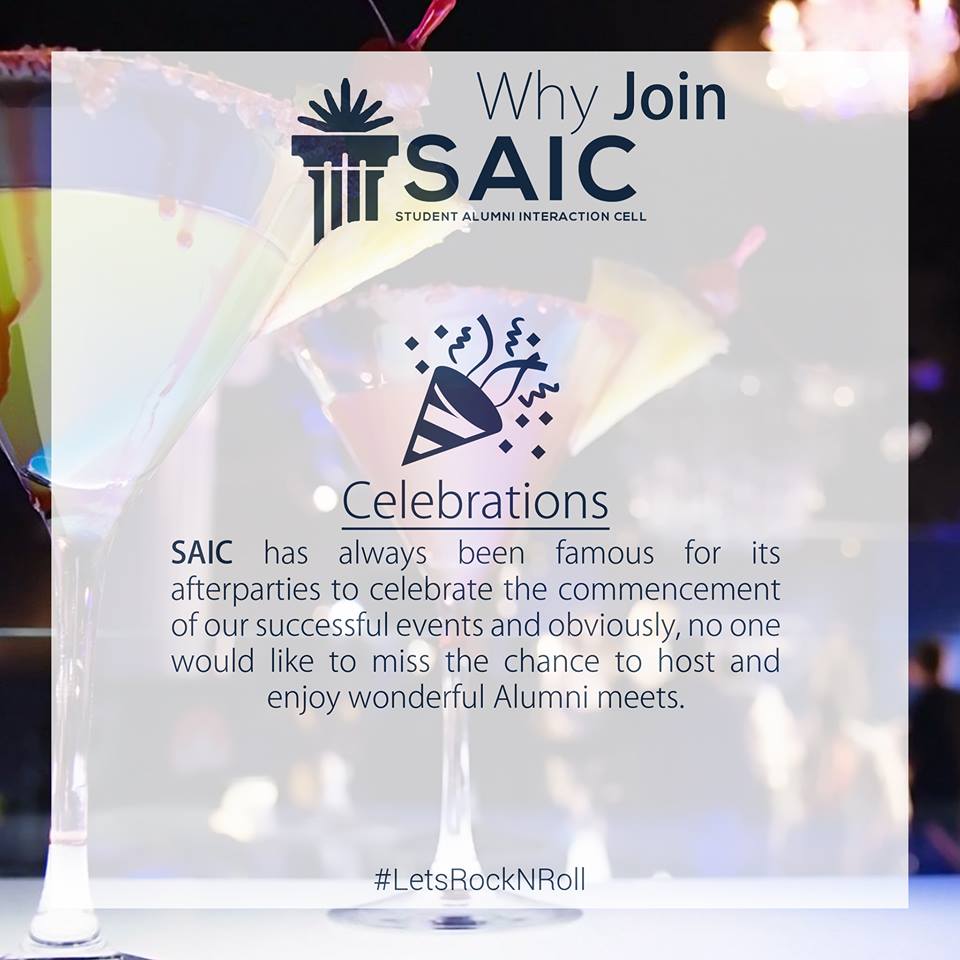 Why Join
SAIC
STUDENT ALUMNI INTERACTION CELL
Celebrations
SAIC has always been famous for its
afterparties to celebrate the commencement
of our successful events and obviously, no one
would like to miss the chance to host and
enjoy wonderful Alumni meets.
#LetsRockNRoll